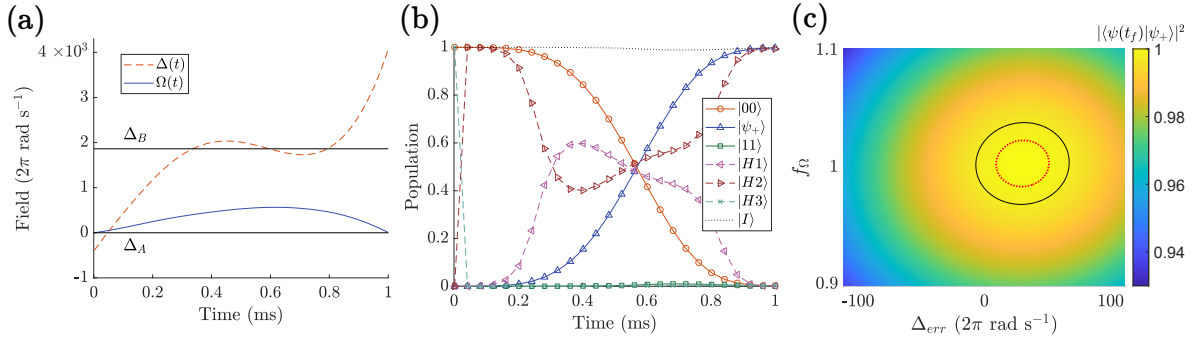 (a)
4 ×10³
3
2
1
0
-1
Field (2π rad s⁻¹)
Δ(t)
Ω(t)
Δ_B
Δ_A
0 0.2 0.4 0.6 0.8 1
Time (ms)
(b)
1
0.8
0.6
0.4
0.2
0
Population
|00⟩
|ψ₊⟩
|11⟩
|H1⟩
|H2⟩
|H3⟩
|I⟩
0 0.2 0.4 0.6 0.8 1
Time (ms)
(c)
|⟨ψ(t_f)|ψ₊⟩|²
1.1
1
0.9
f_Ω
-100 0 100
Δ_err (2π rad s⁻¹)
1
0.98
0.96
0.94